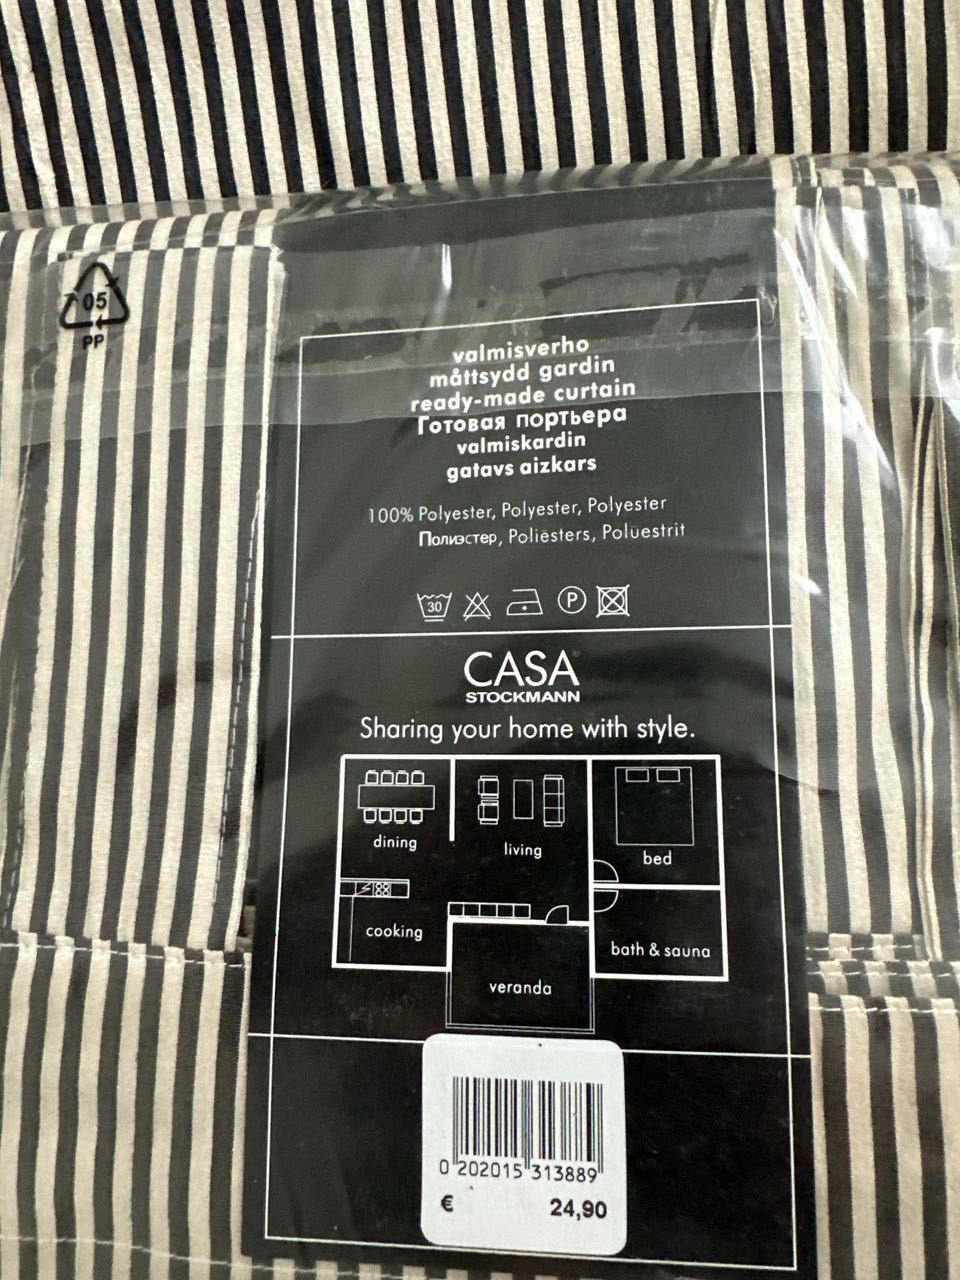 05
PP
valmisverho
måttsydd gardin
ready-made curtain
Готовая портьера
valmiskardin
gatavs aizkars
100% Polyester, Polyester, Polyester
Полиэстер, Poliësters, Polüestrit
30
P
CASA
STOCKMANN
Sharing your home with style.
dining
living
bed
cooking
bath & sauna
veranda
0 202015 313889
€ 24,90